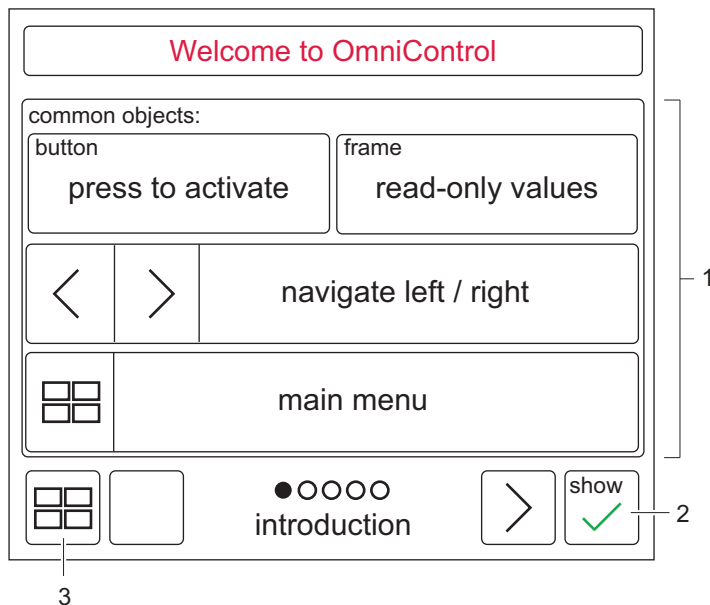 Welcome to OmniControl
common objects:
button
press to activate
frame
read-only values
navigate left / right
1
main menu
show
introduction
2
3